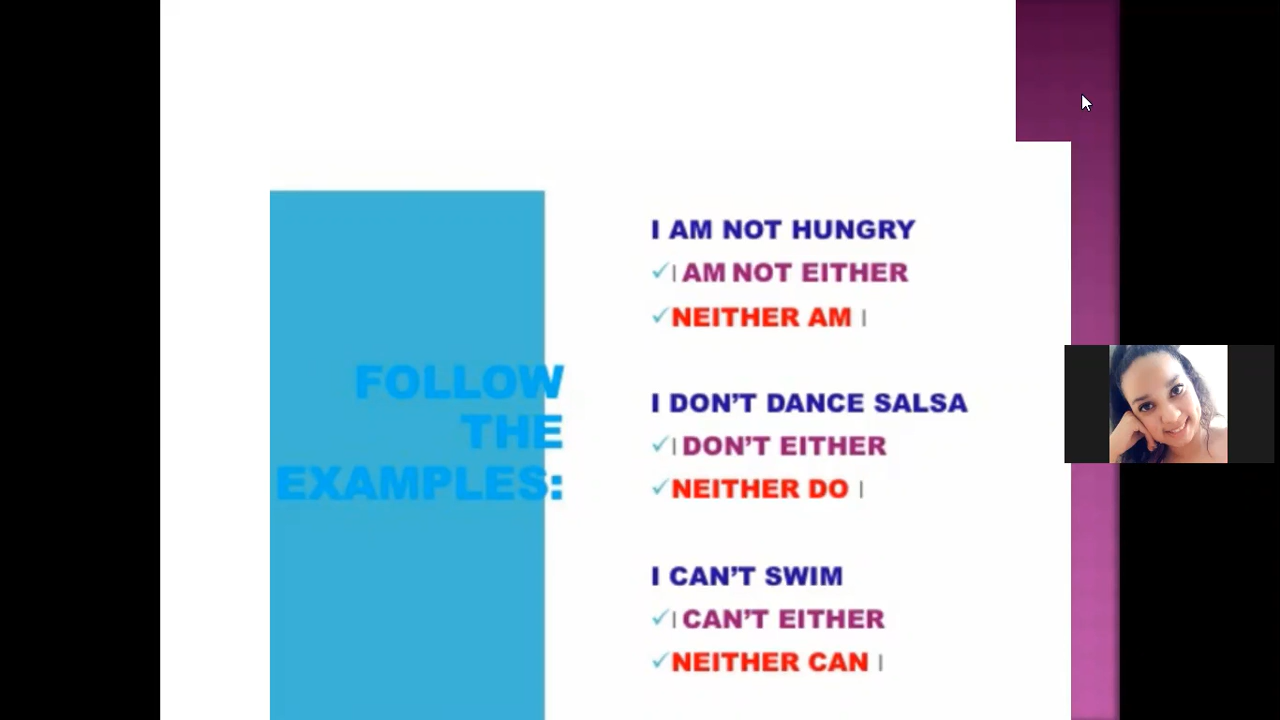 FOLLOW
THE
EXAMPLES:
I AM NOT HUNGRY
✓I AM NOT EITHER
✓NEITHER AM I
I DON’T DANCE SALSA
✓I DON’T EITHER
✓NEITHER DO I
I CAN’T SWIM
✓I CAN’T EITHER
✓NEITHER CAN I